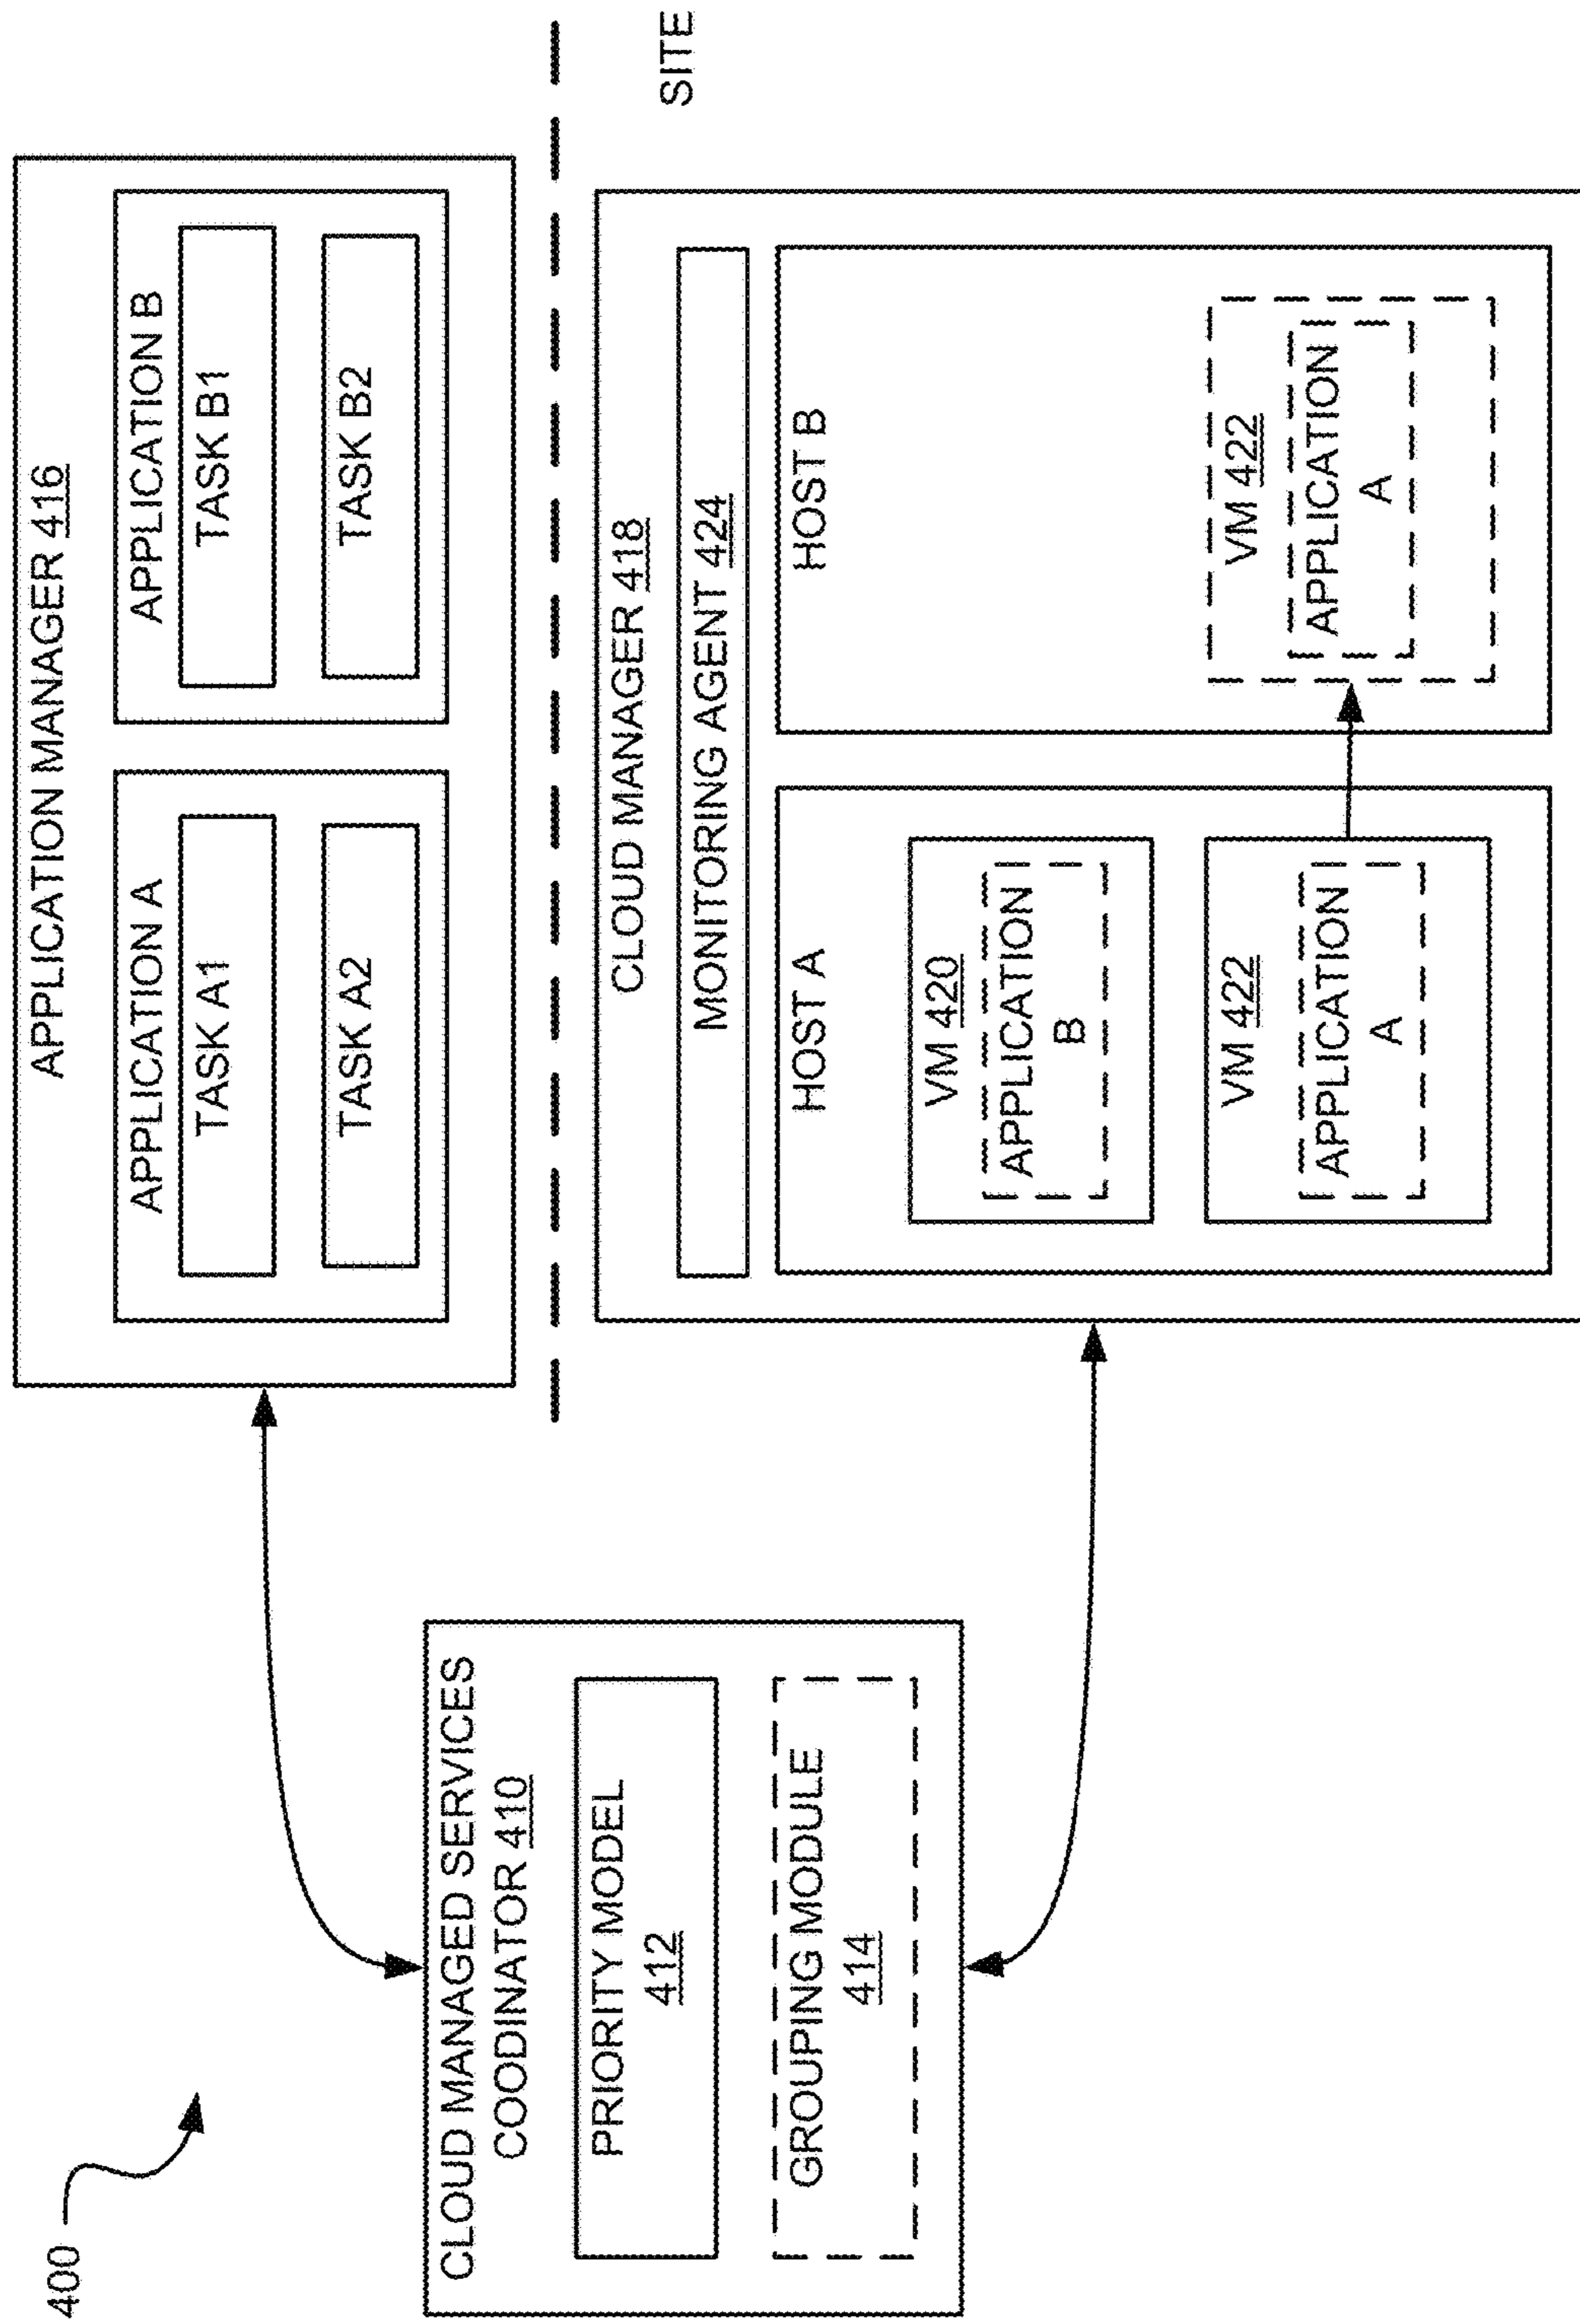 400
CLOUD MANAGED SERVICES
COODINATOR 410
PRIORITY MODEL
412
GROUPING MODULE
414
APPLICATION MANAGER 416
APPLICATION A
TASK A1
TASK A2
APPLICATION B
TASK B1
TASK B2
SITE
CLOUD MANAGER 418
MONITORING AGENT 424
HOST A
VM 420
APPLICATION
B
VM 422
APPLICATION
A
HOST B
VM 422
APPLICATION
A